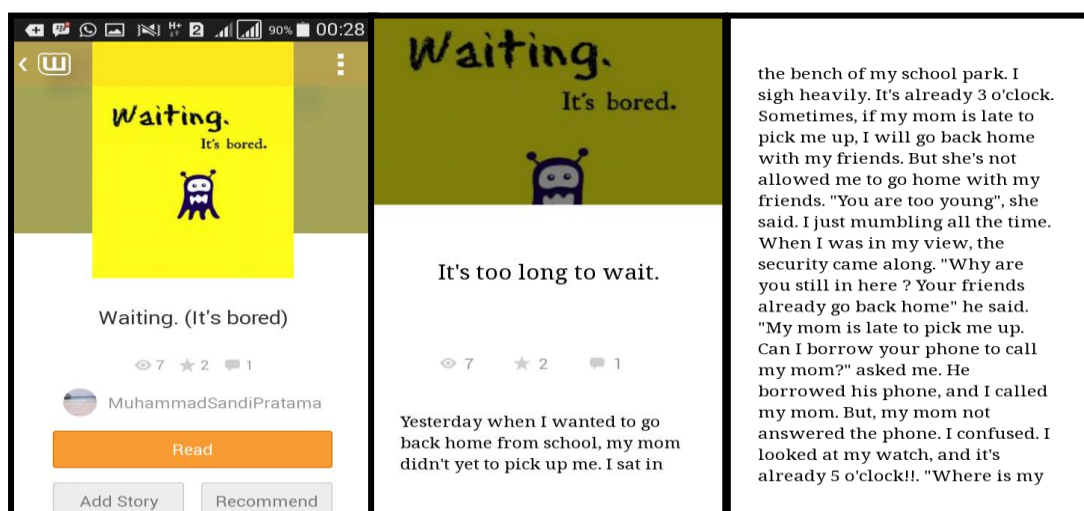 H+
2
90%
00:28
Waiting.
It's bored.
Waiting. (It's bored)
7
2
1
MuhammadSandiPratama
Read
Add Story
Recommend
Waiting.
It's bored.
It's too long to wait.
7
2
1
Yesterday when I wanted to go
back home from school, my mom
didn't yet to pick up me. I sat in
the bench of my school park. I
sigh heavily. It's already 3 o'clock.
Sometimes, if my mom is late to
pick me up, I will go back home
with my friends. But she's not
allowed me to go home with my
friends. "You are too young", she
said. I just mumbling all the time.
When I was in my view, the
security came along. "Why are
you still in here ? Your friends
already go back home" he said.
"My mom is late to pick me up.
Can I borrow your phone to call
my mom?" asked me. He
borrowed his phone, and I called
my mom. But, my mom not
answered the phone. I confused. I
looked at my watch, and it's
already 5 o'clock!!. "Where is my